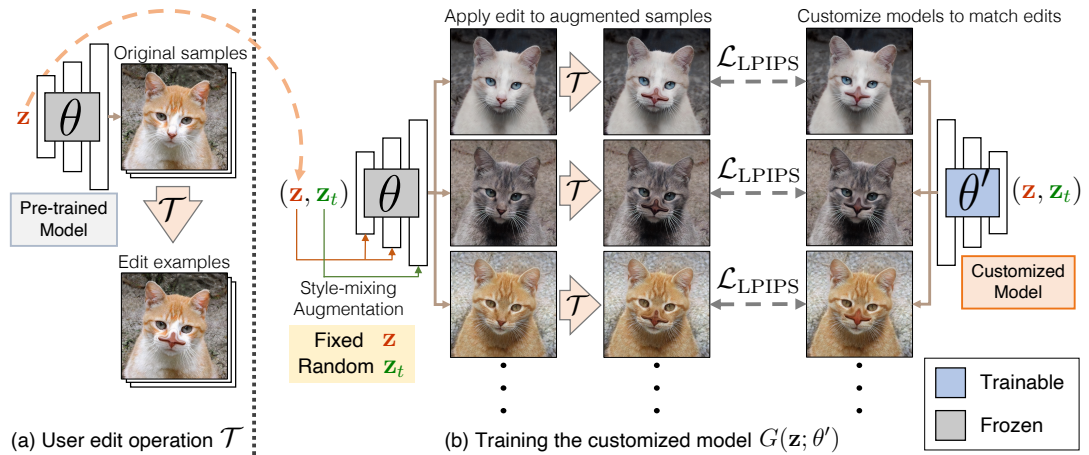 Original samples
z
θ
Pre-trained
Model
𝒯
Edit examples
(a) User edit operation 𝒯
Apply edit to augmented samples
Customize models to match edits
(z, z_t)
θ
Style-mixing
Augmentation
Fixed z
Random z_t
𝒯
ℒ_LPIPS
𝒯
ℒ_LPIPS
𝒯
ℒ_LPIPS
θ′
(z, z_t)
Customized
Model
Trainable
Frozen
(b) Training the customized model G(z; θ′)